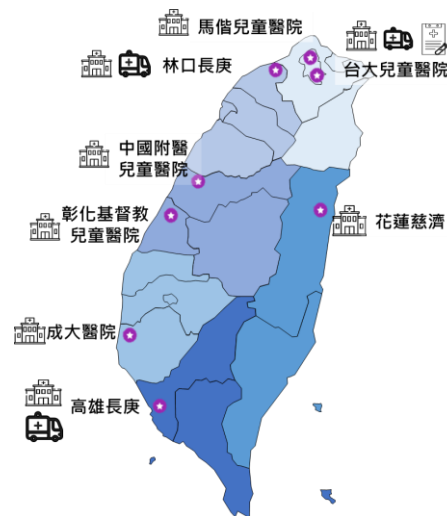 馬偕兒童醫院
林口長庚
台大兒童醫院
中國附醫
兒童醫院
彰化基督教
兒童醫院
花蓮慈濟
成大醫院
高雄長庚